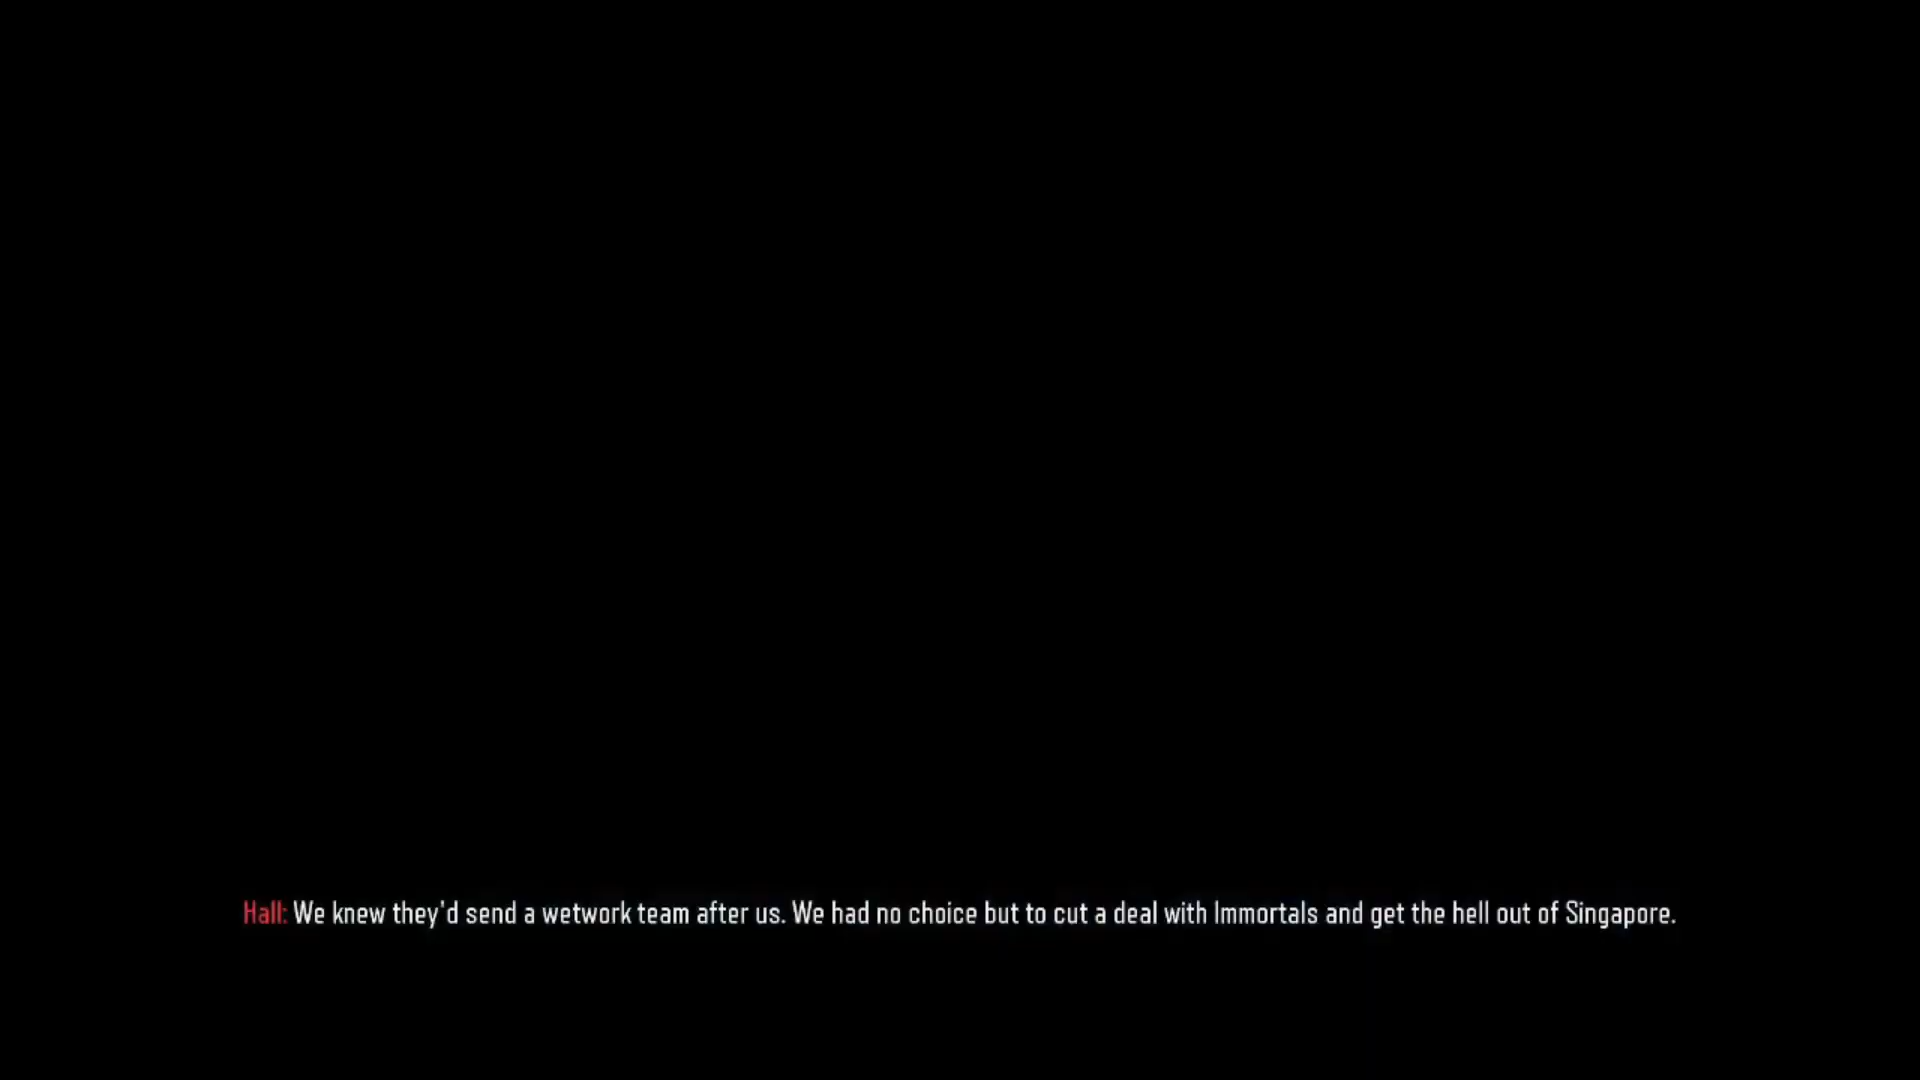 Hall: We knew they'd send a wetwork team after us. We had no choice but to cut a deal with Immortals and get the hell out of Singapore.